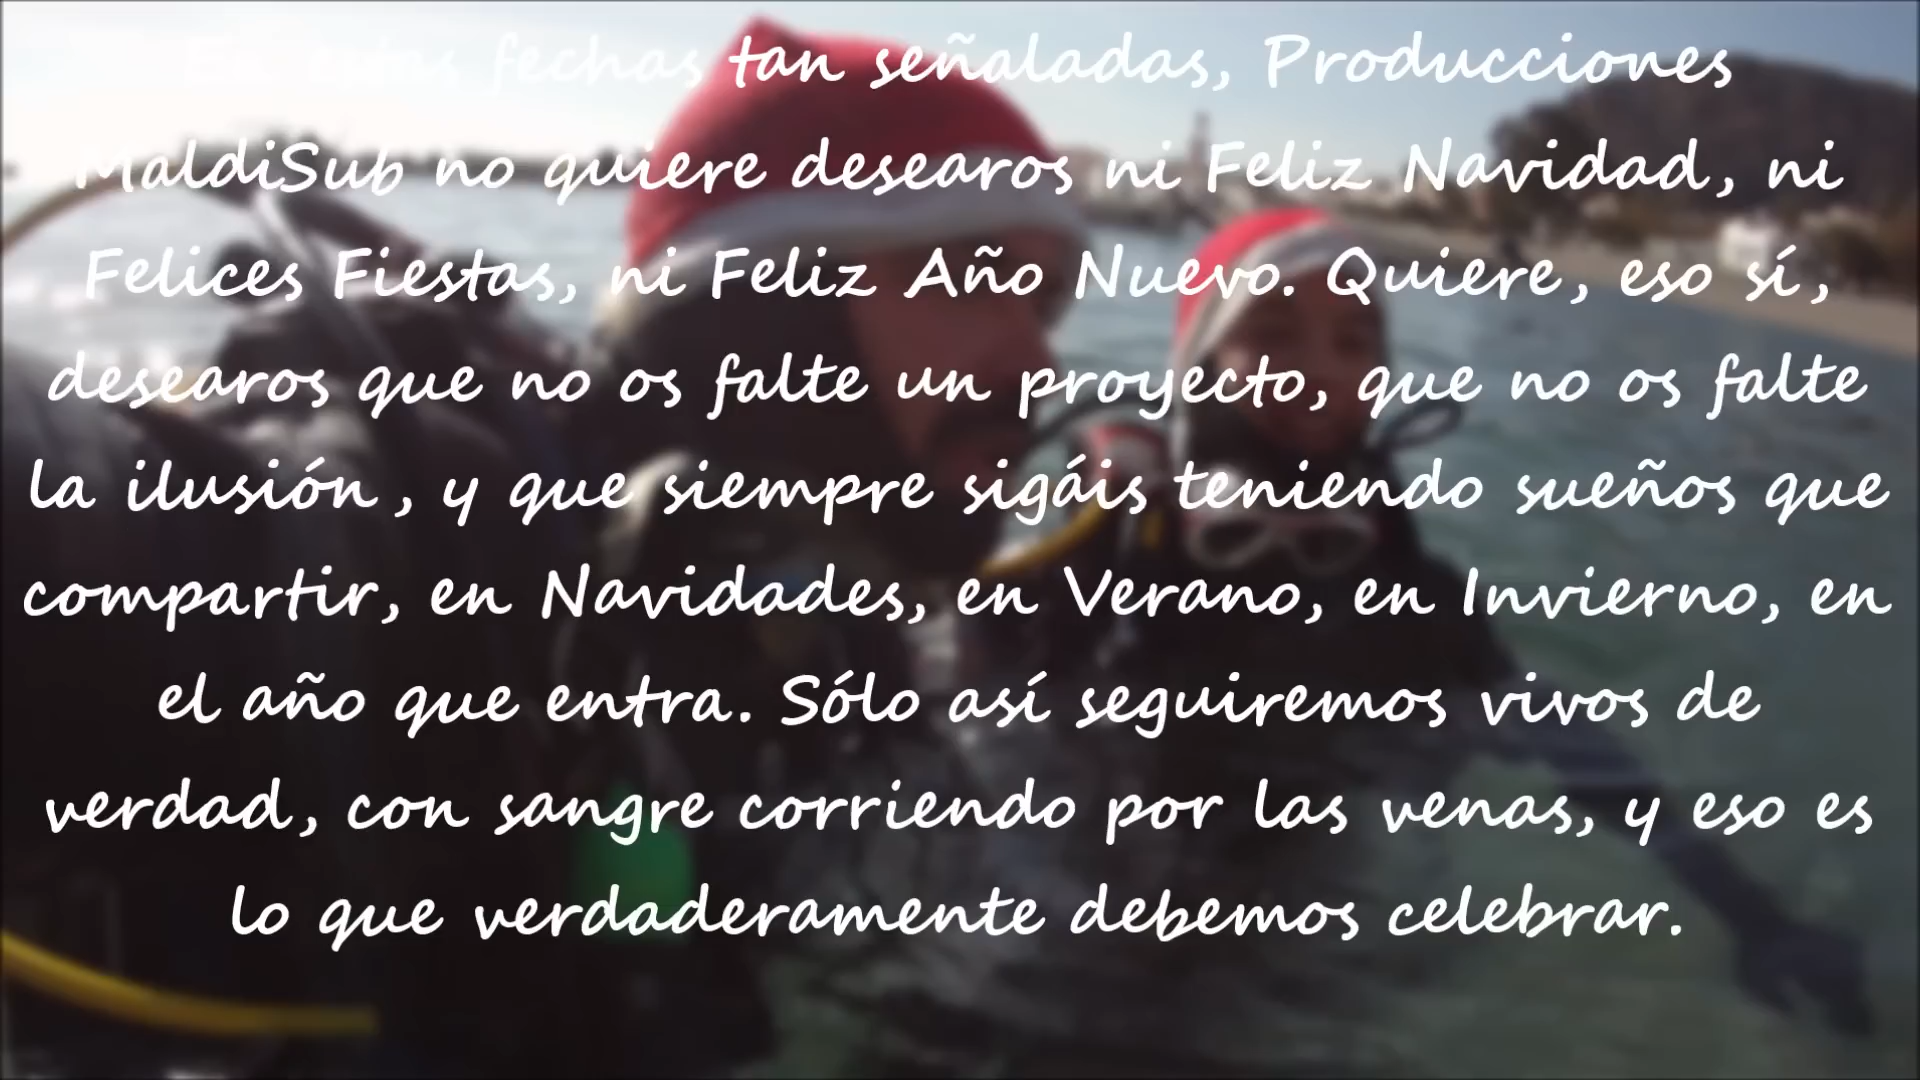 En estas fechas tan señaladas, Producciones
MaldiSub no quiere desearos ni Feliz Navidad, ni
Felices Fiestas, ni Feliz Año Nuevo. Quiere, eso sí,
desearos que no os falte un proyecto, que no os falte
la ilusión, y que siempre sigáis teniendo sueños que
compartir, en Navidades, en Verano, en Invierno, en
el año que entra. Sólo así seguiremos vivos de
verdad, con sangre corriendo por las venas, y eso es
lo que verdaderamente debemos celebrar.